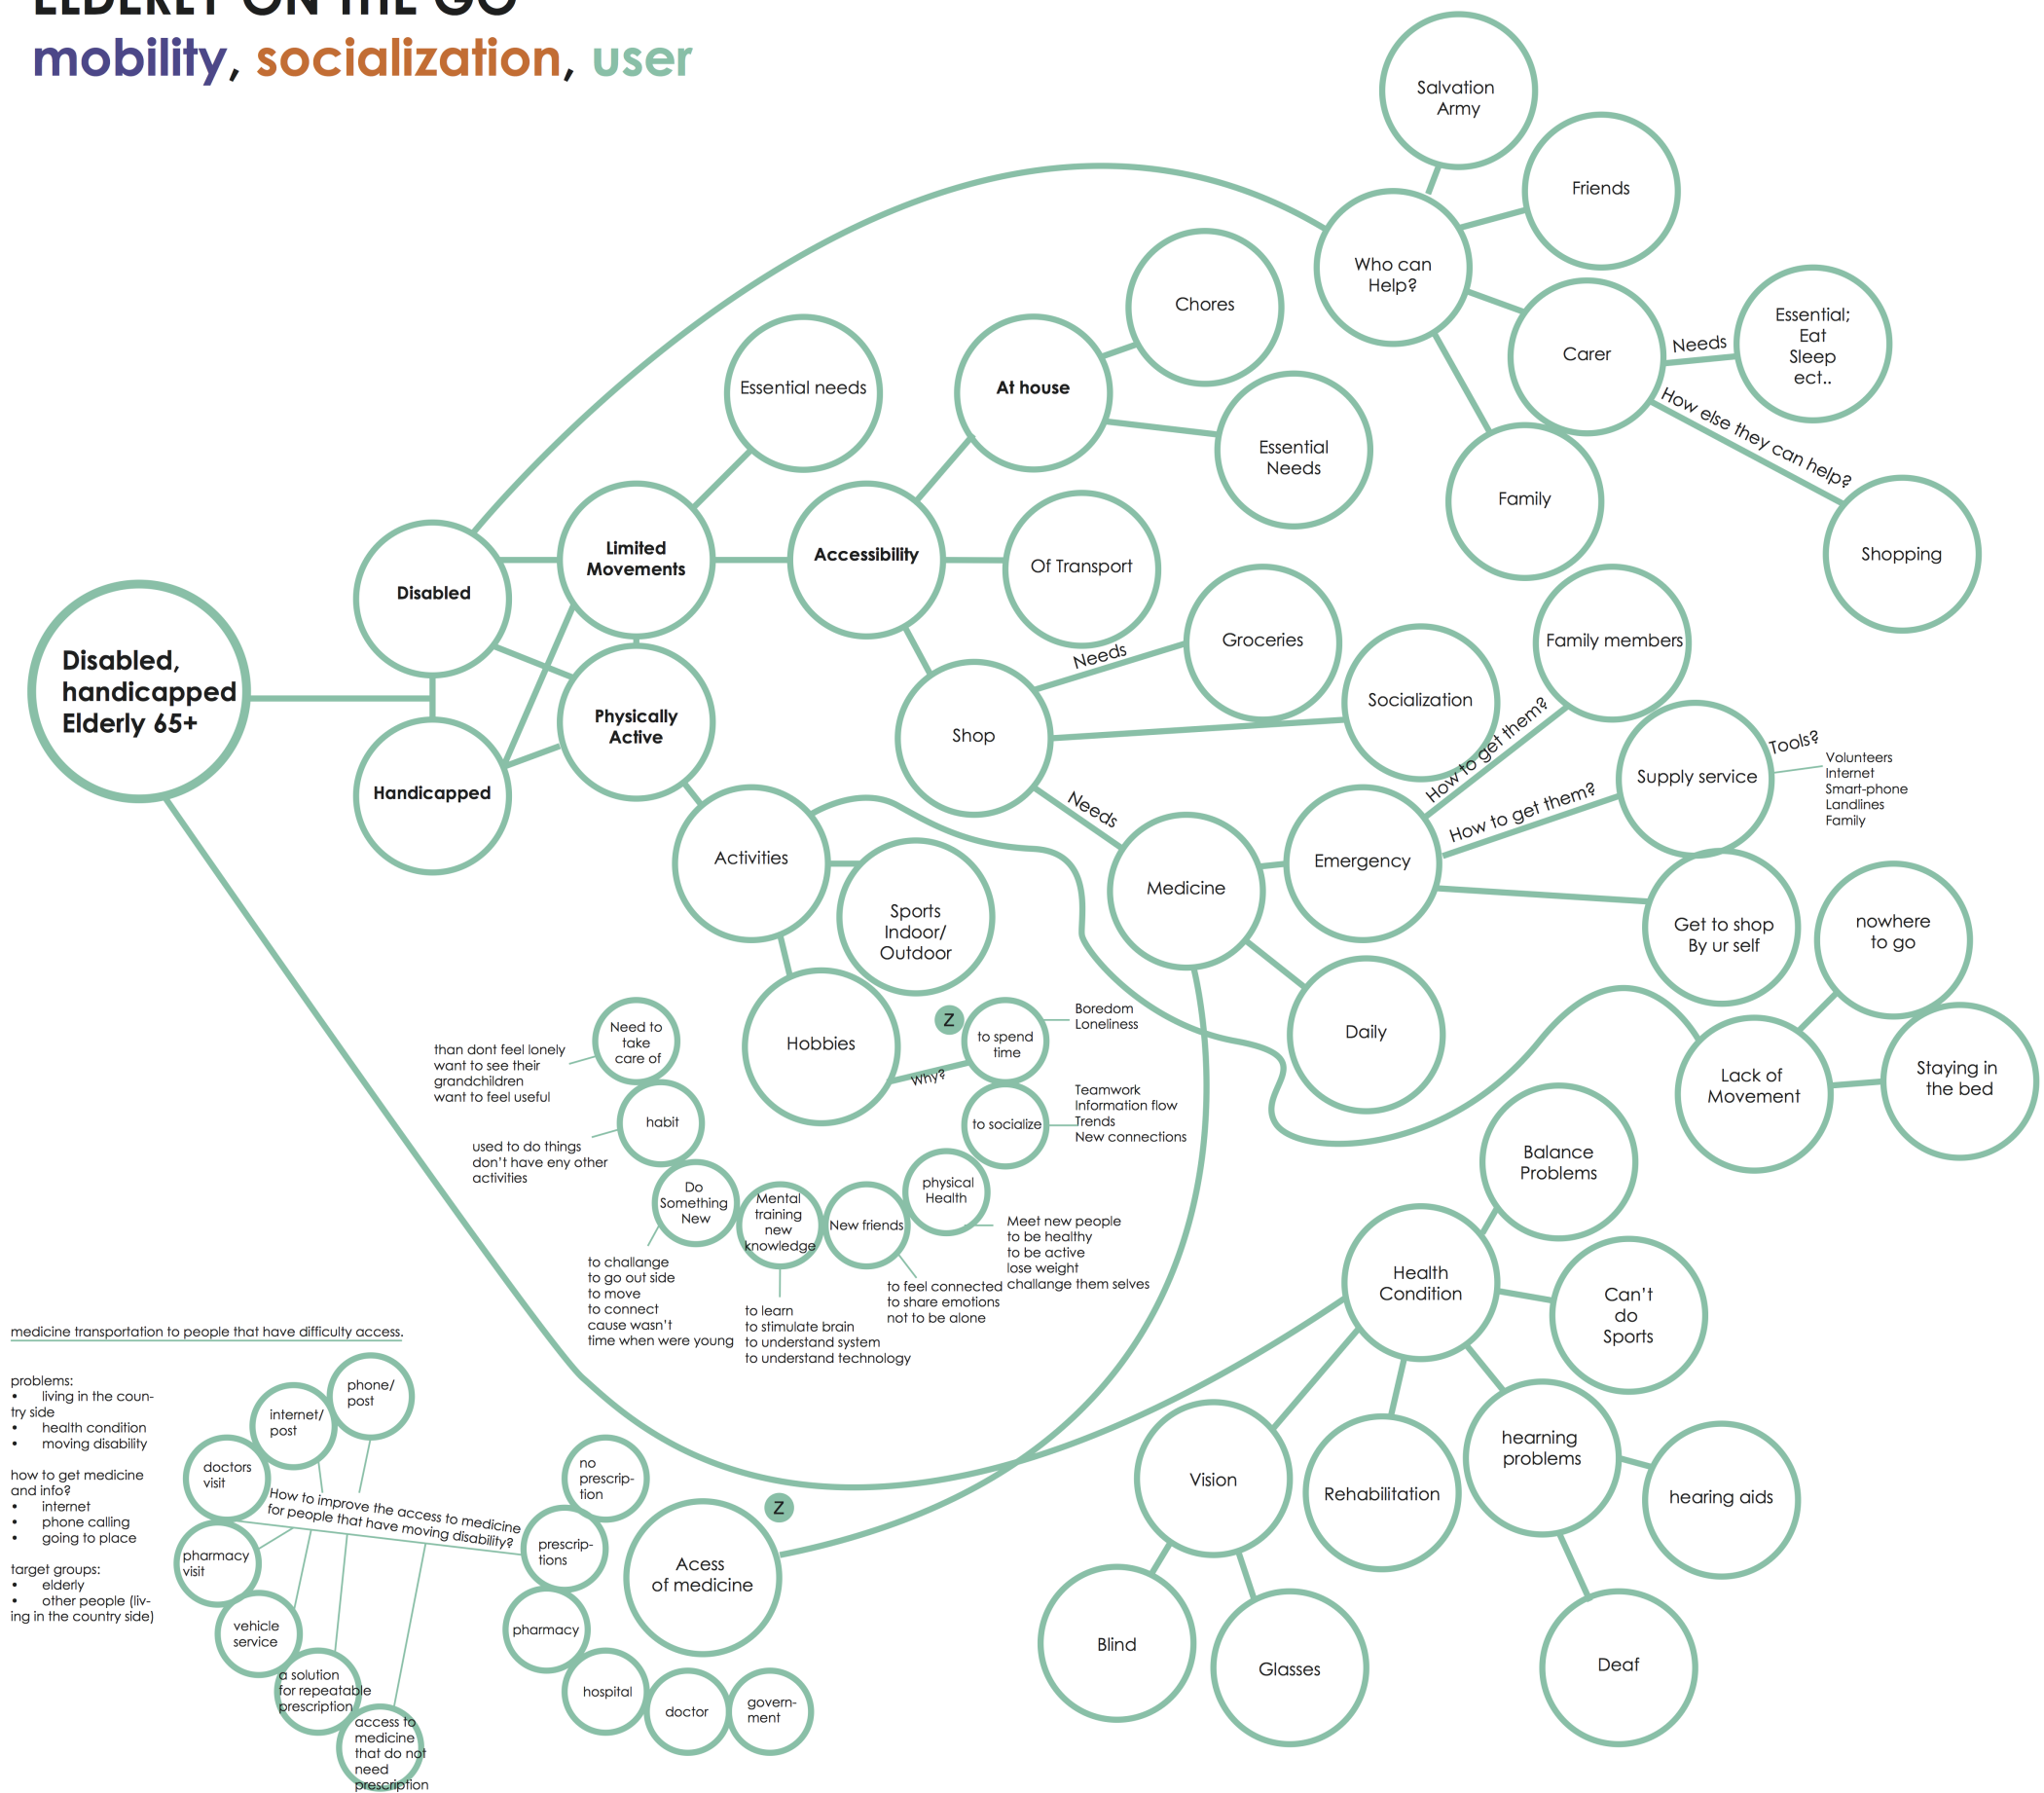 ELDERLY ON THE GO
mobility, socialization, user
Salvation
Army
Friends
Who can
Help?
Carer
Needs
Essential;
Eat
Sleep
ect..
How else they can help?
Shopping
Family
Chores
At house
Essential
Needs
Essential needs
Limited
Movements
Accessibility
Of Transport
Disabled
Disabled,
handicapped
Elderly 65+
Handicapped
Physically
Active
Shop
Needs
Groceries
Socialization
Needs
Medicine
Emergency
How to get them?
Family members
How to get them?
Supply service
Tools?
Volunteers
Internet
Smart-phone
Landlines
Family
Get to shop
By ur self
Daily
nowhere
to go
Lack of
Movement
Staying in
the bed
Activities
Sports
Indoor/
Outdoor
Hobbies
Why?
Z
to spend
time
Boredom
Loneliness
to socialize
Teamwork
Information flow
Trends
New connections
physical
Health
Meet new people
to be healthy
to be active
lose weight
challange them selves
New friends
to feel connected
to share emotions
not to be alone
Mental
training
new
knowledge
to learn
to stimulate brain
to understand system
to understand technology
Do
Something
New
to challange
to go out side
to move
to connect
cause wasn't
time when were young
habit
used to do things
don't have eny other
activities
Need to
take
care of
than dont feel lonely
want to see their
grandchildren
want to feel useful
Health
Condition
Balance
Problems
Can't
do
Sports
hearning
problems
hearing aids
Deaf
Rehabilitation
Vision
Blind
Glasses
medicine transportation to people that have difficulty access.
problems:
• living in the coun-
try side
• health condition
• moving disability
how to get medicine
and info?
• internet
• phone calling
• going to place
target groups:
• elderly
• other people (liv-
ing in the country side)
phone/
post
internet/
post
doctors
visit
How to improve the access to medicine
for people that have moving disability?
pharmacy
visit
vehicle
service
a solution
for repeatable
prescription
access to
medicine
that do not
need
prescription
no
prescrip-
tion
prescrip-
tions
pharmacy
hospital
doctor
govern-
ment
Z
Acess
of medicine